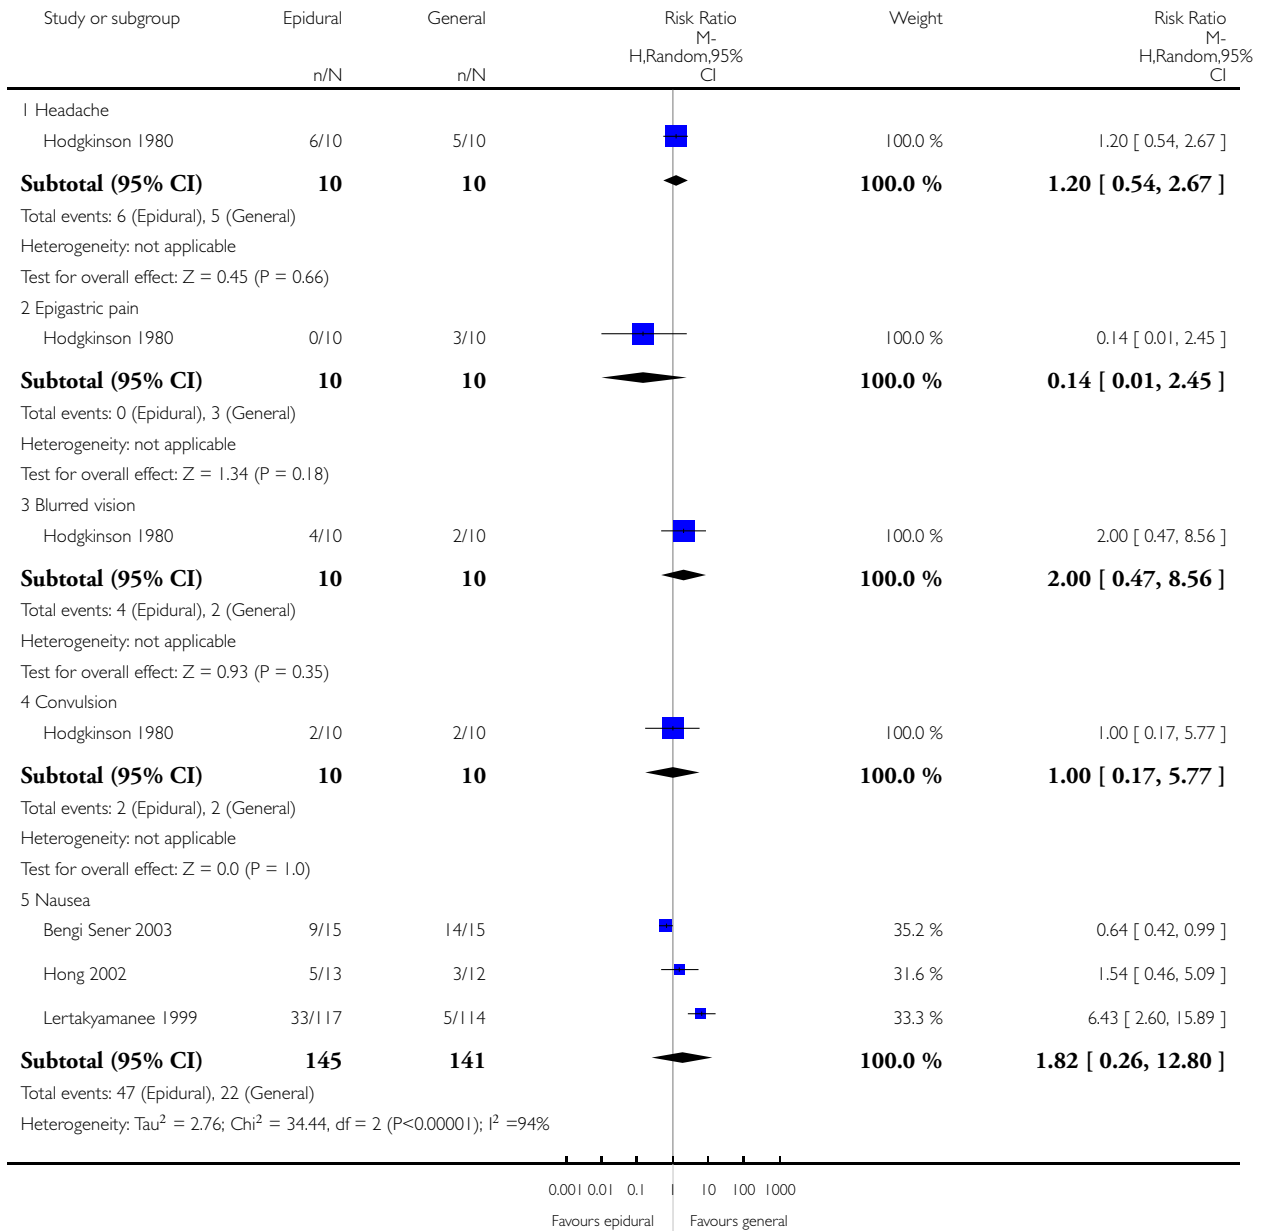 Study or subgroup Epidural General Risk Ratio Weight Risk Ratio
M- M-
H,Random,95% H,Random,95%
n/N n/N CI CI
1 Headache
Hodgkinson 1980 6/10 5/10 100.0 % 1.20 [ 0.54, 2.67 ]
Subtotal (95% CI) 10 10 100.0 % 1.20 [ 0.54, 2.67 ]
Total events: 6 (Epidural), 5 (General)
Heterogeneity: not applicable
Test for overall effect: Z = 0.45 (P = 0.66)
2 Epigastric pain
Hodgkinson 1980 0/10 3/10 100.0 % 0.14 [ 0.01, 2.45 ]
Subtotal (95% CI) 10 10 100.0 % 0.14 [ 0.01, 2.45 ]
Total events: 0 (Epidural), 3 (General)
Heterogeneity: not applicable
Test for overall effect: Z = 1.34 (P = 0.18)
3 Blurred vision
Hodgkinson 1980 4/10 2/10 100.0 % 2.00 [ 0.47, 8.56 ]
Subtotal (95% CI) 10 10 100.0 % 2.00 [ 0.47, 8.56 ]
Total events: 4 (Epidural), 2 (General)
Heterogeneity: not applicable
Test for overall effect: Z = 0.93 (P = 0.35)
4 Convulsion
Hodgkinson 1980 2/10 2/10 100.0 % 1.00 [ 0.17, 5.77 ]
Subtotal (95% CI) 10 10 100.0 % 1.00 [ 0.17, 5.77 ]
Total events: 2 (Epidural), 2 (General)
Heterogeneity: not applicable
Test for overall effect: Z = 0.0 (P = 1.0)
5 Nausea
Bengi Sener 2003 9/15 14/15 35.2 % 0.64 [ 0.42, 0.99 ]
Hong 2002 5/13 3/12 31.6 % 1.54 [ 0.46, 5.09 ]
Lertakyamanee 1999 33/117 5/114 33.3 % 6.43 [ 2.60, 15.89 ]
Subtotal (95% CI) 145 141 100.0 % 1.82 [ 0.26, 12.80 ]
Total events: 47 (Epidural), 22 (General)
Heterogeneity: Tau² = 2.76; Chi² = 34.44, df = 2 (P<0.00001); I² =94%
0.001 0.01 0.1 1 10 100 1000
Favours epidural Favours general